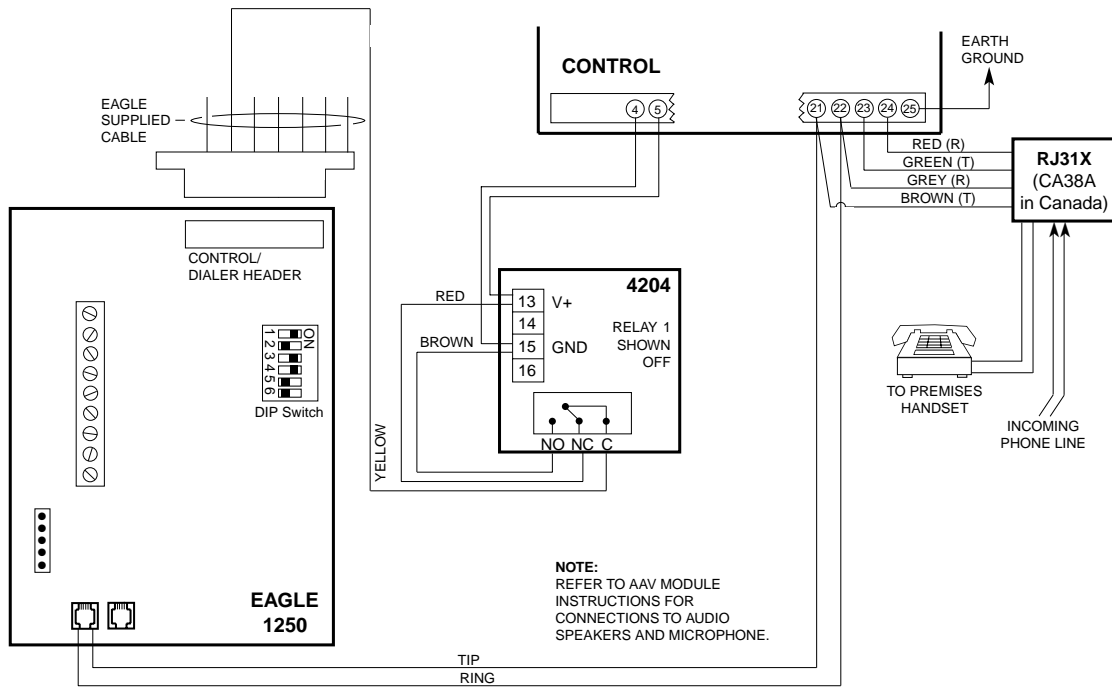 EAGLE
SUPPLIED
CABLE
CONTROL
4
5
21
22
23
24
25
EARTH
GROUND
RED (R)
GREEN (T)
GREY (R)
BROWN (T)
RJ31X
(CA38A
in Canada)
CONTROL/
DIALER HEADER
1
2
3
4
5
6
ON
DIP Switch
YELLOW
RED
BROWN
4204
13 V+
14
15 GND
16
RELAY 1
SHOWN
OFF
NO NC C
TO PREMISES
HANDSET
INCOMING
PHONE LINE
NOTE:
REFER TO AAV MODULE
INSTRUCTIONS FOR
CONNECTIONS TO AUDIO
SPEAKERS AND MICROPHONE.
EAGLE
1250
TIP
RING